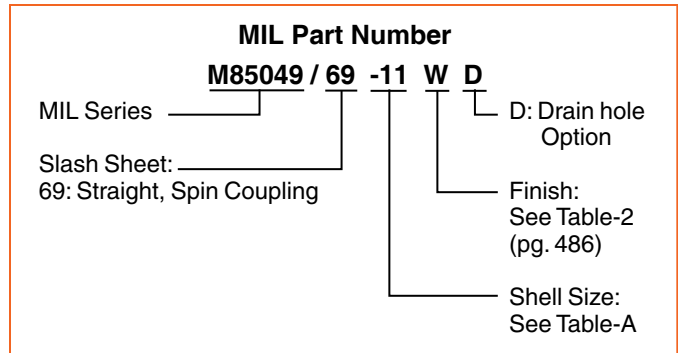 MIL Part Number
M85049 / 69 -11 W D
MIL Series
D: Drain hole
Option
Slash Sheet:
69: Straight, Spin Coupling
Finish:
See Table-2
(pg. 486)
Shell Size:
See Table-A